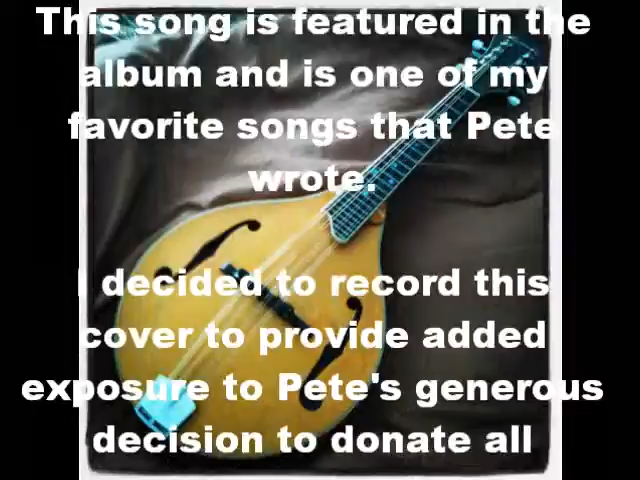 This song is featured in the
album and is one of my
favorite songs that Pete
wrote.
I decided to record this
cover to provide added
exposure to Pete's generous
decision to donate all